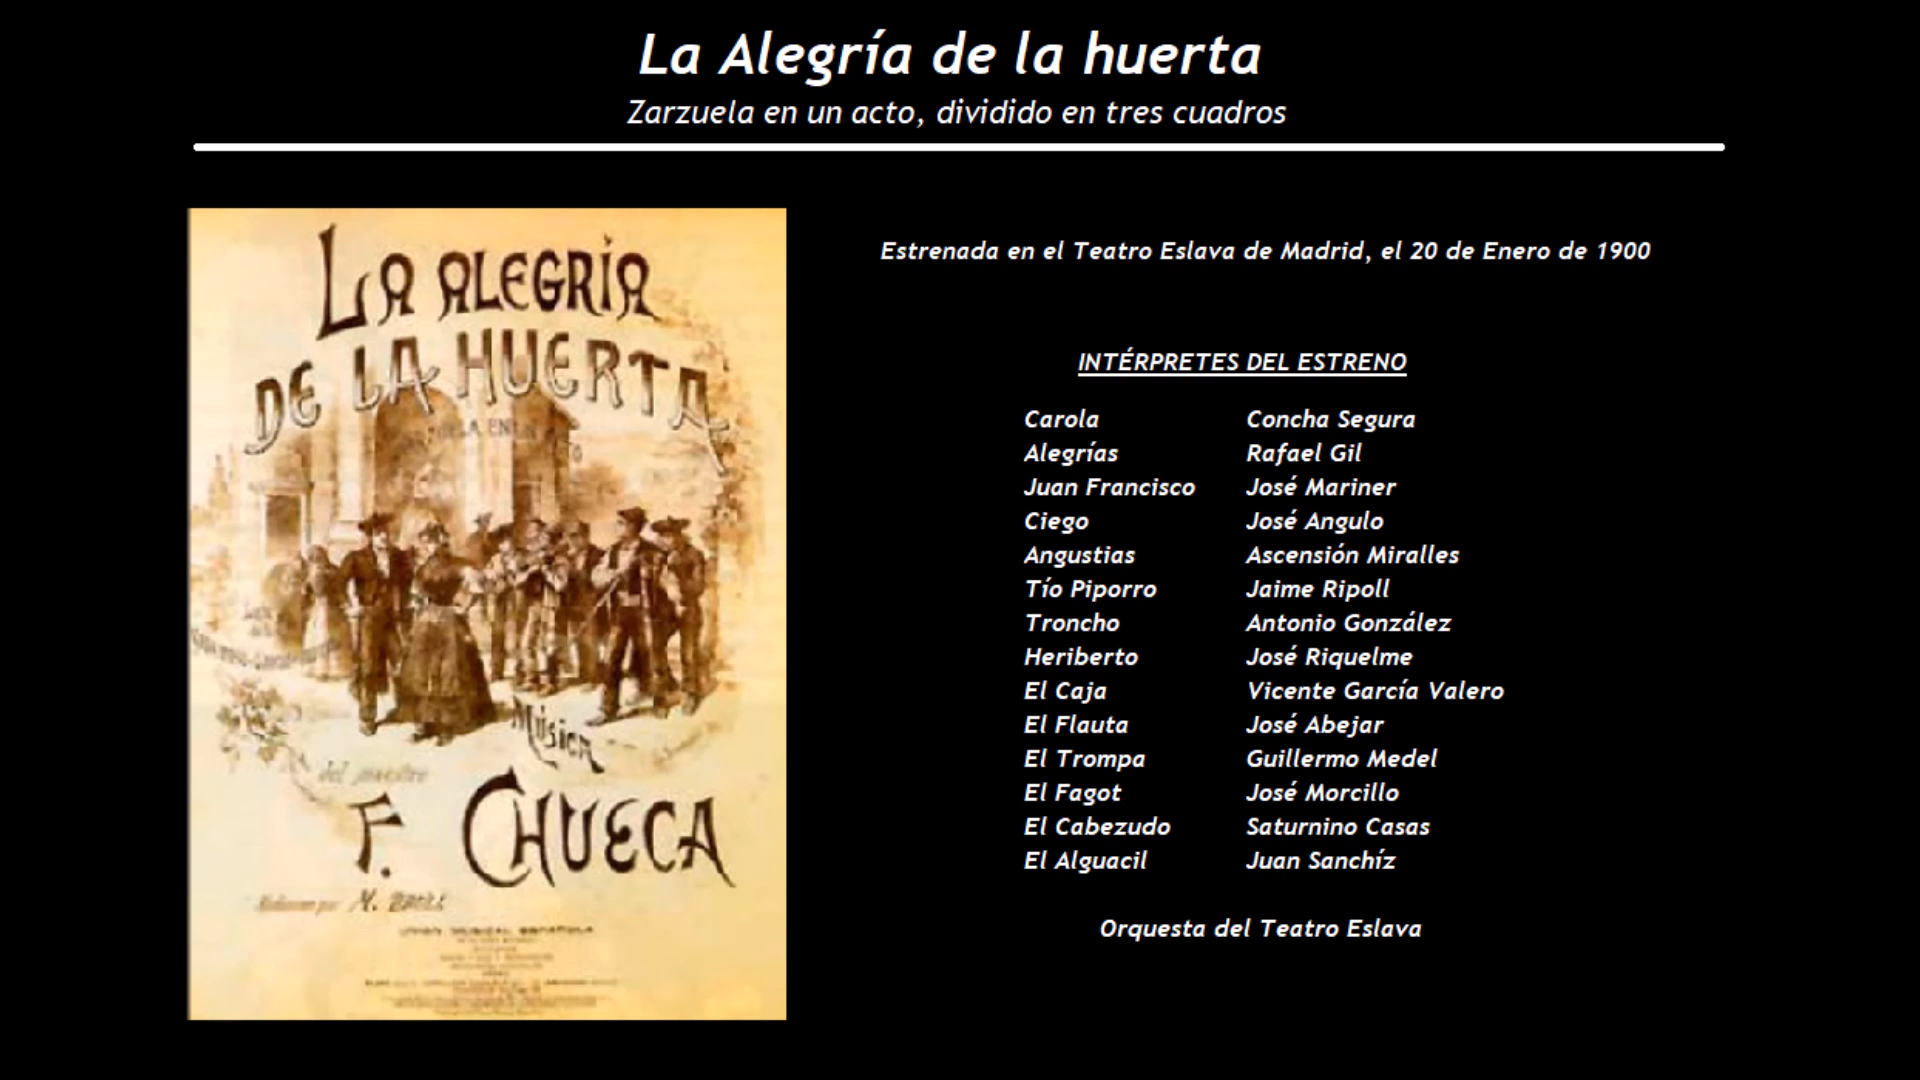 La Alegría de la huerta
Zarzuela en un acto, dividido en tres cuadros
LA ALEGRÍA
DE LA HUERTA
Música
del maestro
F. CHUECA
UNION MUSICAL ESPAÑOLA
Estrenada en el Teatro Eslava de Madrid, el 20 de Enero de 1900
INTÉRPRETES DEL ESTRENO
Carola Concha Segura
Alegrías Rafael Gil
Juan Francisco José Mariner
Ciego José Angulo
Angustias Ascensión Miralles
Tío Piporro Jaime Ripoll
Troncho Antonio González
Heriberto José Riquelme
El Caja Vicente García Valero
El Flauta José Abejar
El Trompa Guillermo Medel
El Fagot José Morcillo
El Cabezudo Saturnino Casas
El Alguacil Juan Sanchíz
Orquesta del Teatro Eslava